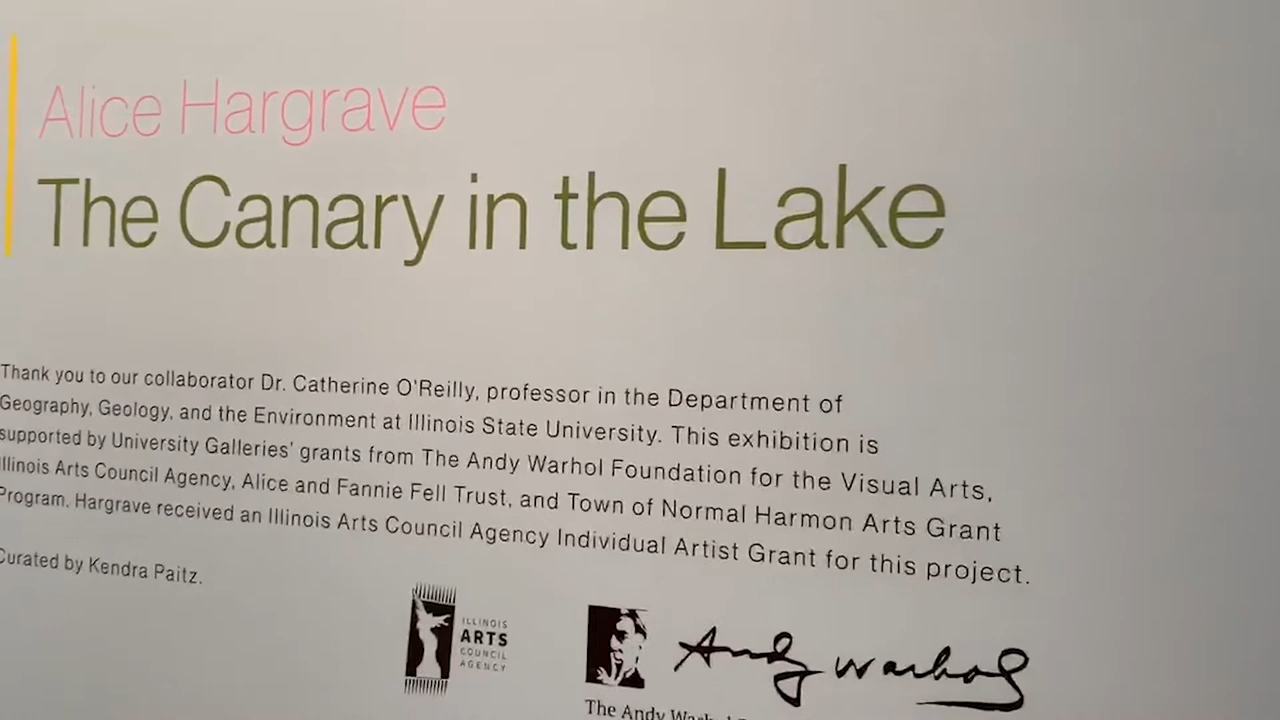 Alice Hargrave
The Canary in the Lake
Thank you to our collaborator Dr. Catherine O'Reilly, professor in the Department of
Geography, Geology, and the Environment at Illinois State University. This exhibition is
supported by University Galleries' grants from The Andy Warhol Foundation for the Visual Arts,
Illinois Arts Council Agency, Alice and Fannie Fell Trust, and Town of Normal Harmon Arts Grant
Program. Hargrave received an Illinois Arts Council Agency Individual Artist Grant for this project.
Curated by Kendra Paitz.
ILLINOIS
ARTS
COUNCIL
AGENCY
Andy Warhol
The Andy